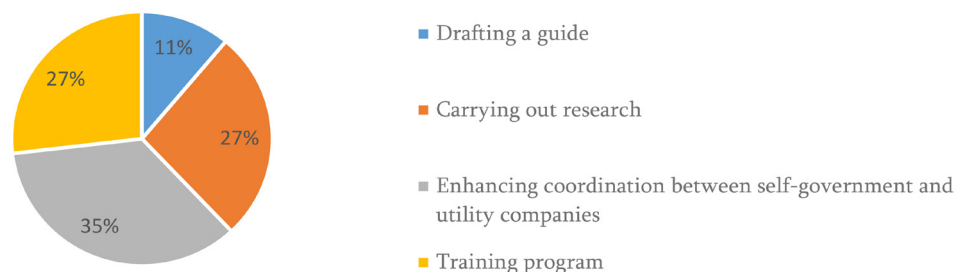 11%
27%
35%
27%
Drafting a guide
Carrying out research
Enhancing coordination between self-government and
utility companies
Training program